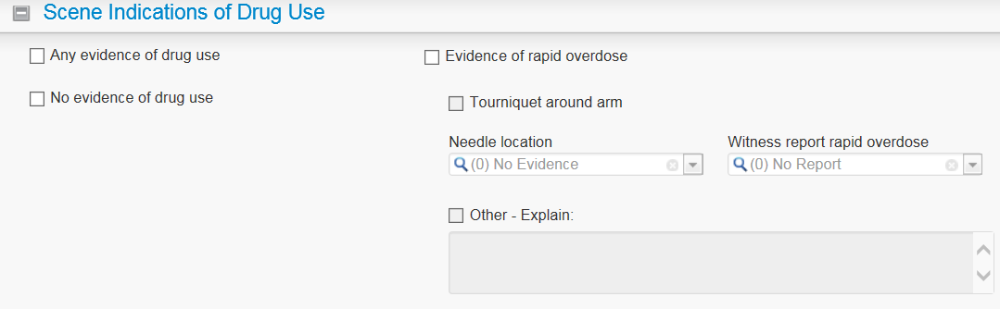 Scene Indications of Drug Use
Any evidence of drug use
Evidence of rapid overdose
No evidence of drug use
Tourniquet around arm
Needle location
Witness report rapid overdose
(0) No Evidence
(0) No Report
Other - Explain: